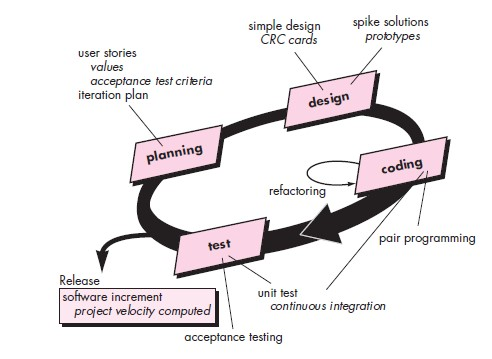 simple design
CRC cards
spike solutions
prototypes
user stories
values
acceptance test criteria
iteration plan
design
planning
coding
refactoring
test
pair programming
Release
software increment
project velocity computed
unit test
continuous integration
acceptance testing